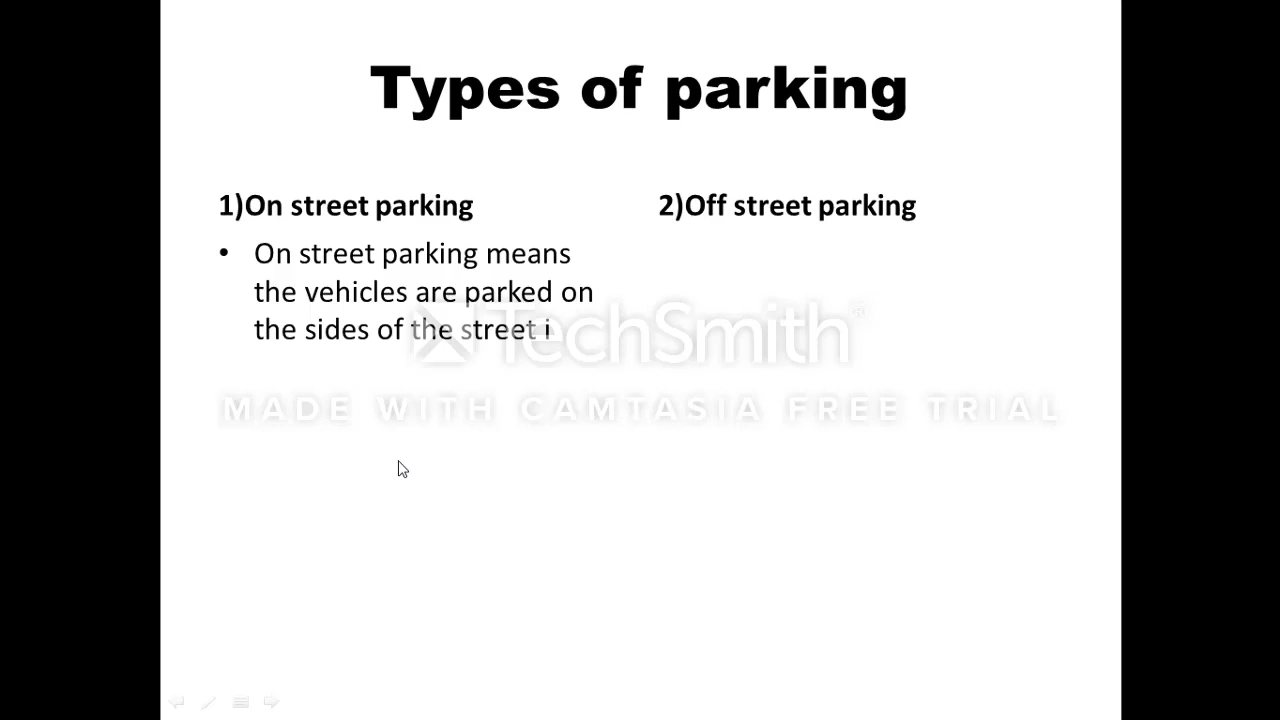 Types of parking
1)On street parking
• On street parking means
the vehicles are parked on
the sides of the street i
2)Off street parking
TechSmith®
MADE WITH CAMTASIA FREE TRIAL